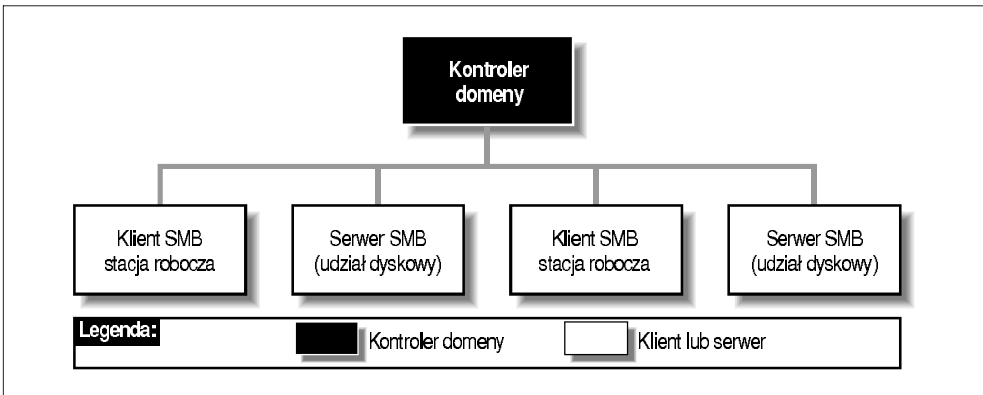 Kontroler
domeny
Klient SMB
stacja robocza
Serwer SMB
(udział dyskowy)
Klient SMB
stacja robocza
Serwer SMB
(udział dyskowy)
Legenda:
Kontroler domeny
Klient lub serwer